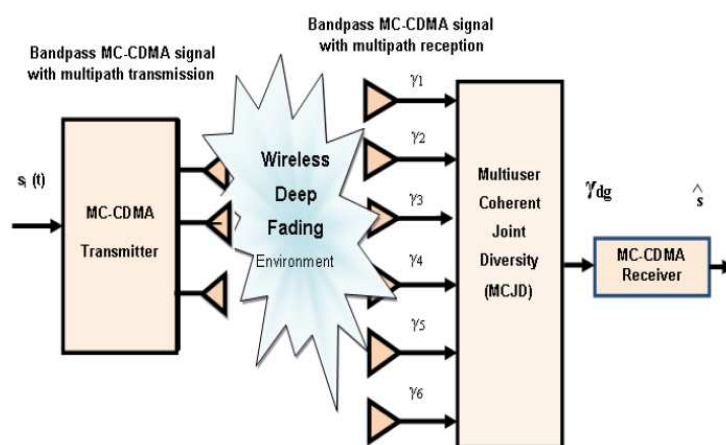 Bandpass MC-CDMA signal
with multipath transmission
Bandpass MC-CDMA signal
with multipath reception
sᵢ (t)
MC-CDMA
Transmitter
Wireless
Deep
Fading
Environment
γ1
γ2
γ3
γ4
γ5
γ6
Multiuser
Coherent
Joint
Diversity
(MCJD)
γdg
ŝ
MC-CDMA
Receiver